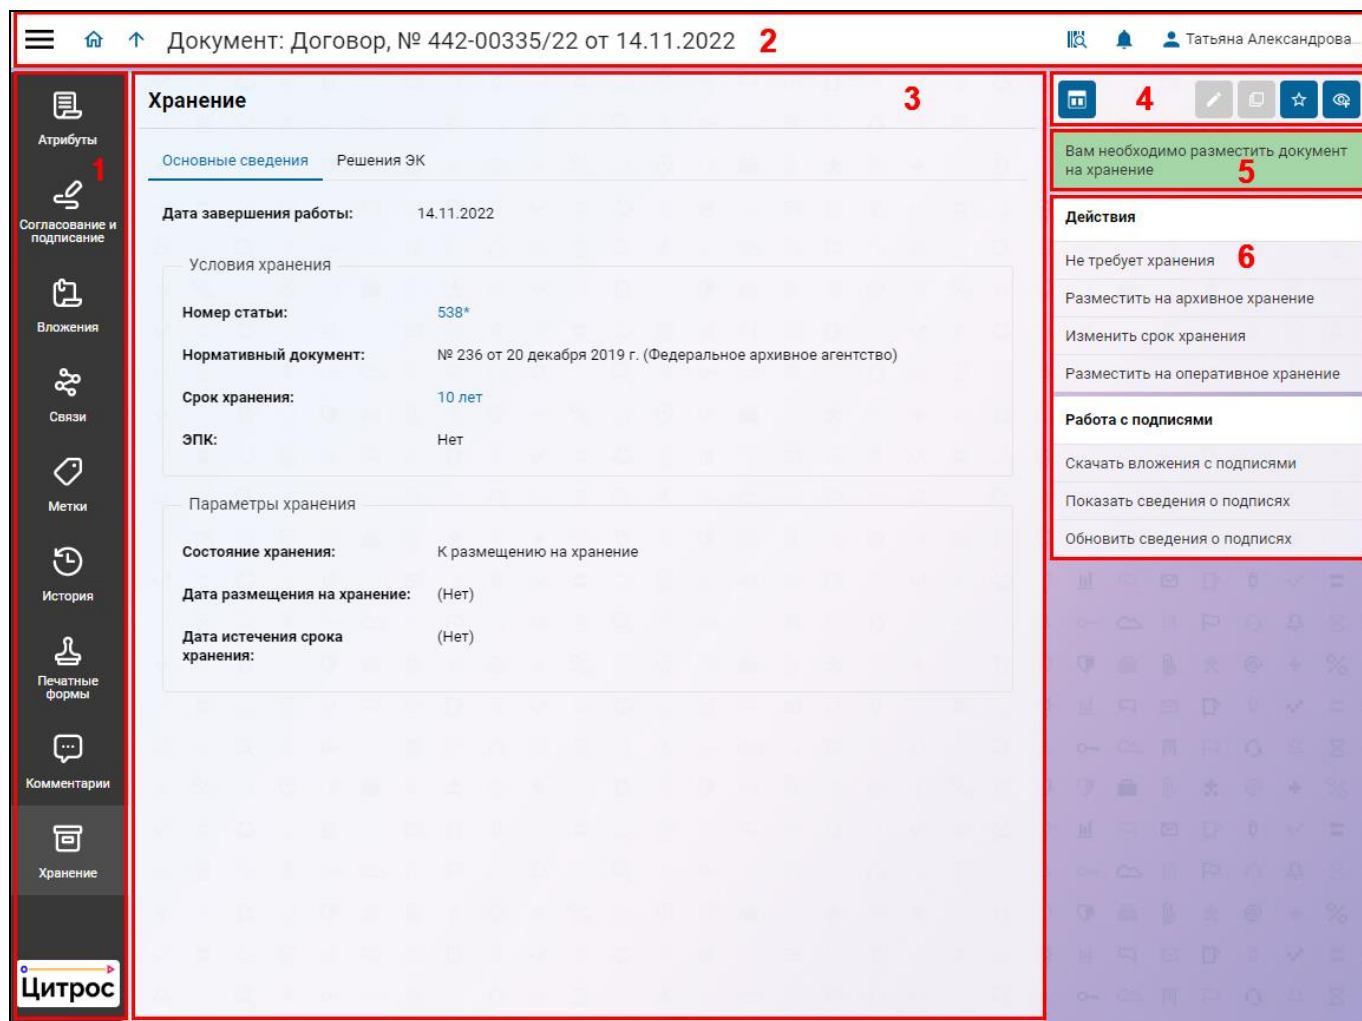 Документ: Договор, № 442-00335/22 от 14.11.2022
2
Татьяна Александрова...
Атрибуты
1
Согласование и
подписание
Вложения
Связи
Метки
История
Печатные
формы
Комментарии
Хранение
Цитрос
Хранение
3
Основные сведения Решения ЭК
Дата завершения работы: 14.11.2022
Условия хранения
Номер статьи: 538*
Нормативный документ: № 236 от 20 декабря 2019 г. (Федеральное архивное агентство)
Срок хранения: 10 лет
ЭПК: Нет
Параметры хранения
Состояние хранения: К размещению на хранение
Дата размещения на хранение: (Нет)
Дата истечения срока (Нет)
хранения:
4
Вам необходимо разместить документ
на хранение
5
Действия
Не требует хранения
6
Разместить на архивное хранение
Изменить срок хранения
Разместить на оперативное хранение
Работа с подписями
Скачать вложения с подписями
Показать сведения о подписях
Обновить сведения о подписях